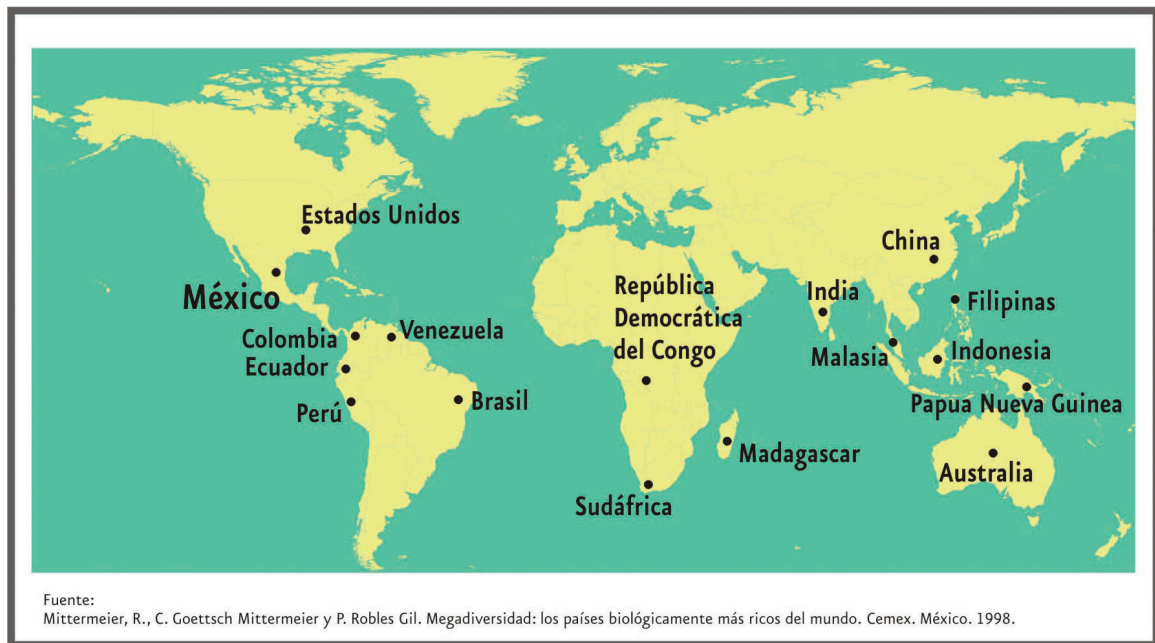 Estados Unidos
México
Colombia
Venezuela
Ecuador
Perú
Brasil
República
Democrática
del Congo
Sudáfrica
Madagascar
China
India
Filipinas
Malasia
Indonesia
Papua Nueva Guinea
Australia
Fuente:
Mittermeier, R., C. Goettsch Mittermeier y P. Robles Gil. Megadiversidad: los países biológicamente más ricos del mundo. Cemex. México. 1998.